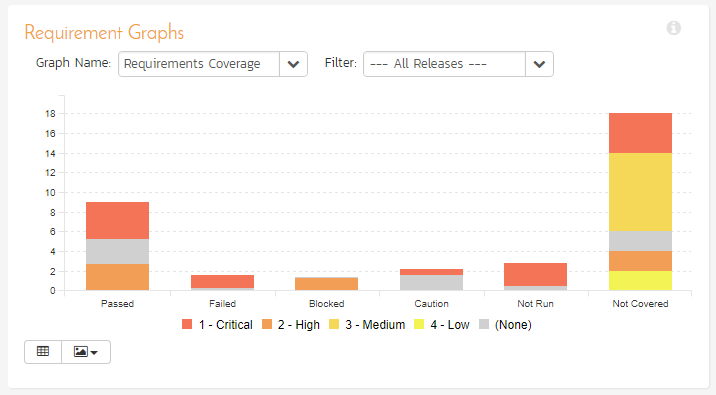 Requirement Graphs
Graph Name: Requirements Coverage Filter: --- All Releases ---
18
16
14
12
10
8
6
4
2
0
Passed Failed Blocked Caution Not Run Not Covered
1 - Critical 2 - High 3 - Medium 4 - Low (None)